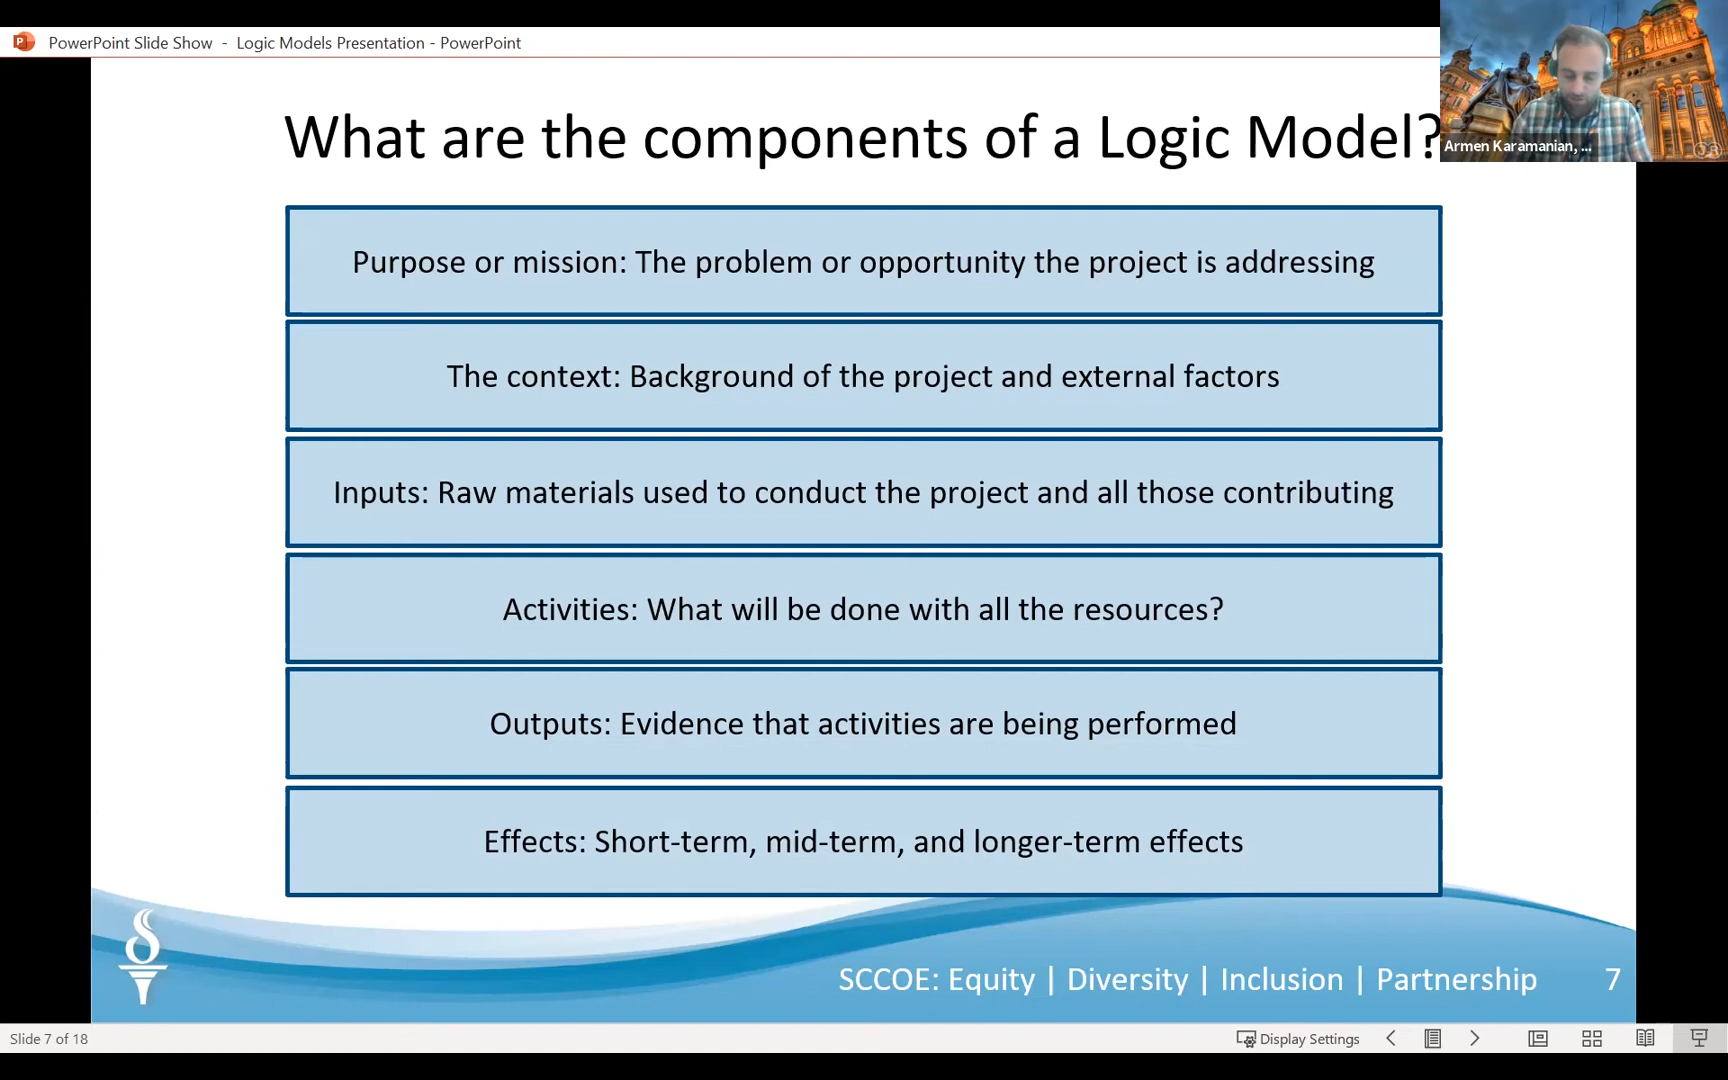 PowerPoint Slide Show - Logic Models Presentation - PowerPoint
What are the components of a Logic Model?
Armen Karamanian, ...
Purpose or mission: The problem or opportunity the project is addressing
The context: Background of the project and external factors
Inputs: Raw materials used to conduct the project and all those contributing
Activities: What will be done with all the resources?
Outputs: Evidence that activities are being performed
Effects: Short-term, mid-term, and longer-term effects
SCCOE: Equity | Diversity | Inclusion | Partnership 7
Slide 7 of 18
Display Settings